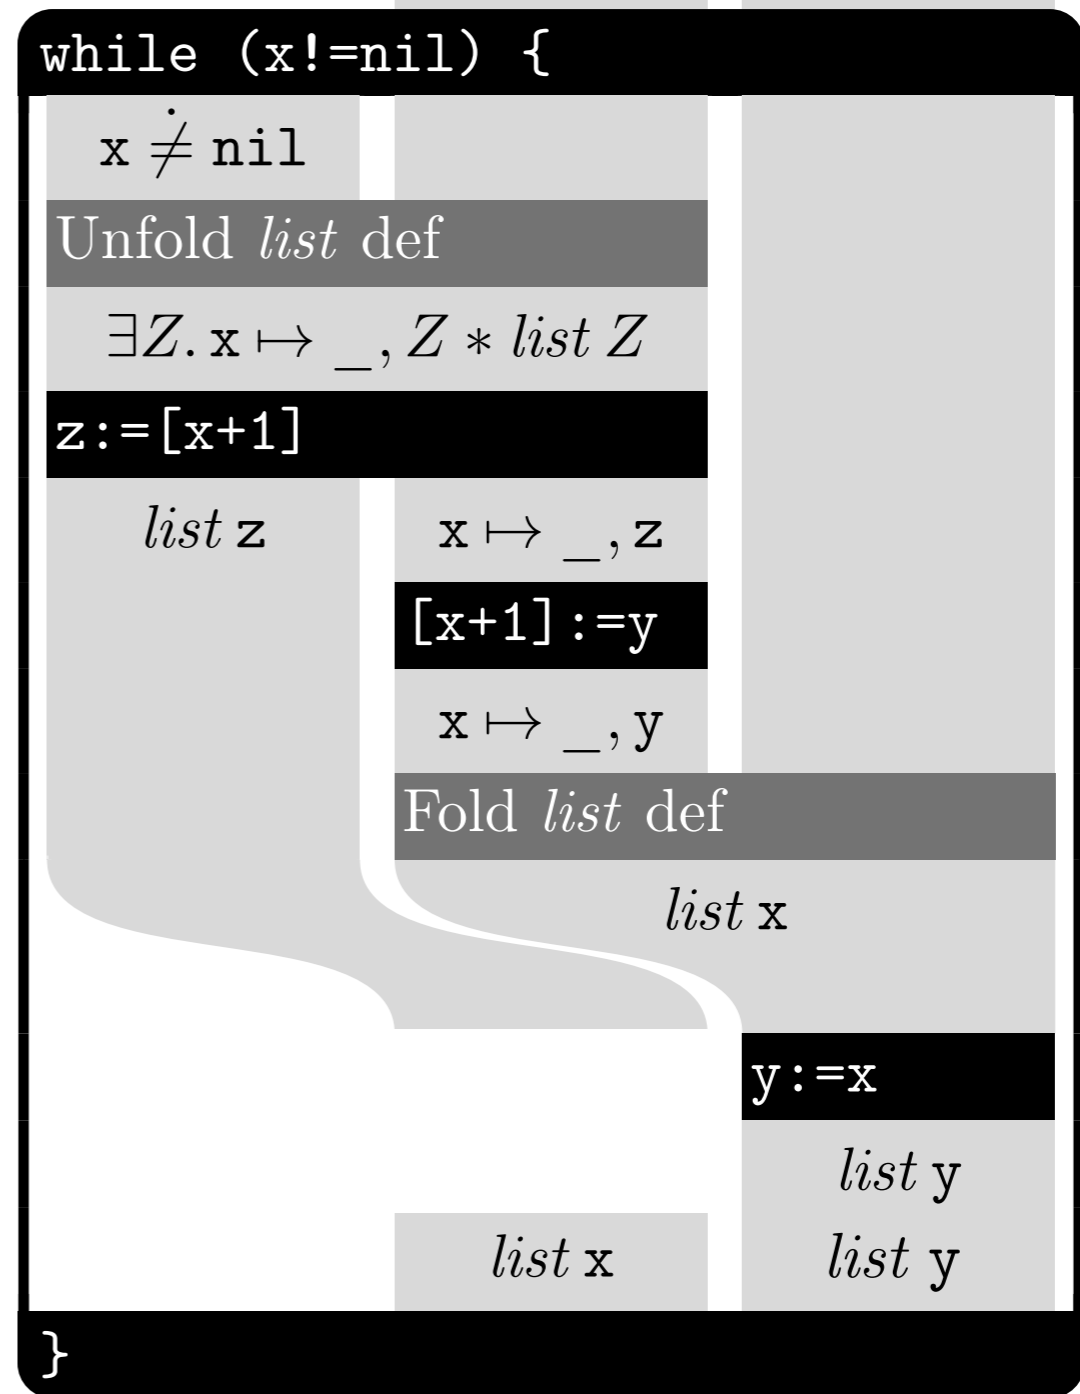 while (x!=nil) {
x ≠̇ nil
Unfold list def
∃Z. x ↦ _, Z * list Z
z:=[x+1]
list z x ↦ _, z
[x+1]:=y
x ↦ _, y
Fold list def
list x
y:=x
list y
list x list y
}